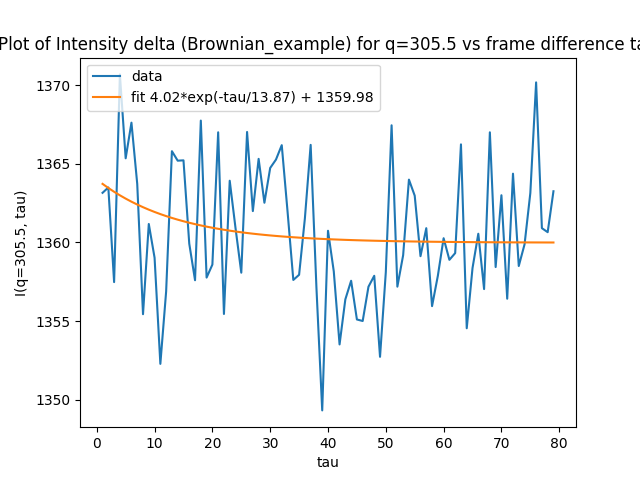 Plot of Intensity delta (Brownian_example) for q=305.5 vs frame difference ta
data
fit 4.02*exp(-tau/13.87) + 1359.98
I(q=305.5, tau)
1370
1365
1360
1355
1350
0 10 20 30 40 50 60 70 80
tau